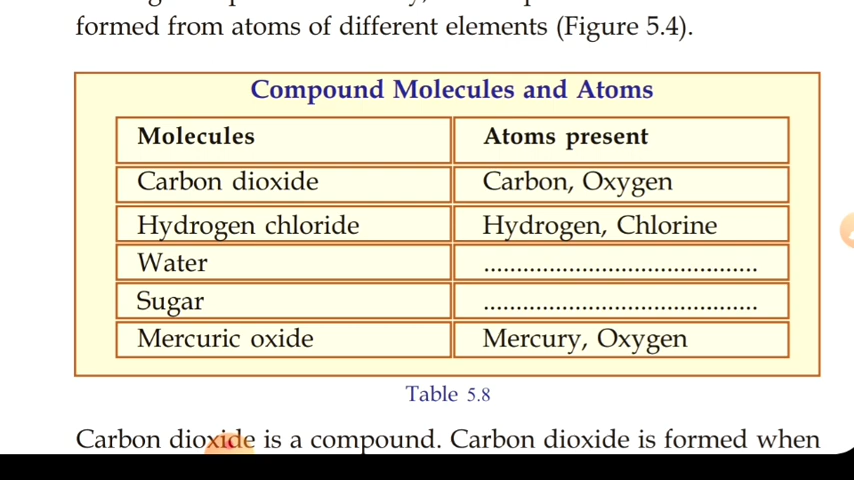 formed from atoms of different elements (Figure 5.4).
Compound Molecules and Atoms
Molecules Atoms present
Carbon dioxide Carbon, Oxygen
Hydrogen chloride Hydrogen, Chlorine
Water ..........................................
Sugar ..........................................
Mercuric oxide Mercury, Oxygen
Table 5.8
Carbon dioxide is a compound. Carbon dioxide is formed when